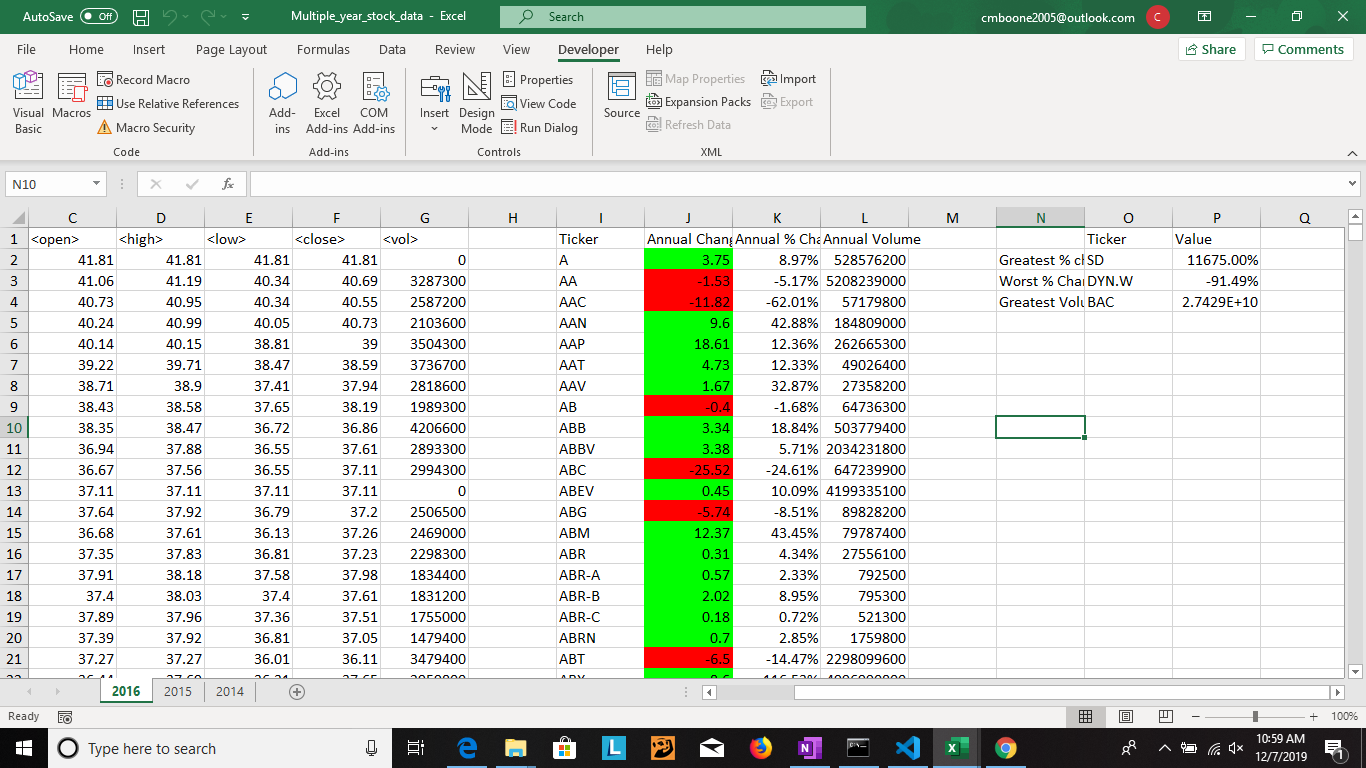 AutoSave Off Multiple_year_stock_data - Excel Search cmboone2005@outlook.com C
File Home Insert Page Layout Formulas Data Review View Developer Help Share Comments
Visual Basic Macros Record Macro Use Relative References Macro Security Add-ins Excel Add-ins COM Add-ins Insert Design Mode Properties View Code Run Dialog Source Map Properties Expansion Packs Refresh Data Import Export
Code Add-ins Controls XML
N10 fx
C D E F G H I J K L M N O P Q
1 <open> <high> <low> <close> <vol> Ticker Annual Chang Annual % Cha Annual Volume Ticker Value
2 41.81 41.81 41.81 41.81 0 A 3.75 8.97% 528576200 Greatest % ch SD 11675.00%
3 41.06 41.19 40.34 40.69 3287300 AA -1.53 -5.17% 5208239000 Worst % Chan DYN.W -91.49%
4 40.73 40.95 40.34 40.55 2587200 AAC -11.82 -62.01% 57179800 Greatest Volu BAC 2.7429E+10
5 40.24 40.99 40.05 40.73 2103600 AAN 9.6 42.88% 184809000
6 40.14 40.15 38.81 39 3504300 AAP 18.61 12.36% 262665300
7 39.22 39.71 38.47 38.59 3736700 AAT 4.73 12.33% 49026400
8 38.71 38.9 37.41 37.94 2818600 AAV 1.67 32.87% 27358200
9 38.43 38.58 37.65 38.19 1989300 AB -0.4 -1.68% 64736300
10 38.35 38.47 36.72 36.86 4206600 ABB 3.34 18.84% 503779400
11 36.94 37.88 36.55 37.61 2893300 ABBV 3.38 5.71% 2034231800
12 36.67 37.56 36.55 37.11 2994300 ABC -25.52 -24.61% 647239900
13 37.11 37.11 37.11 37.11 0 ABEV 0.45 10.09% 4199335100
14 37.64 37.92 36.79 37.2 2506500 ABG -5.74 -8.51% 89828200
15 36.68 37.61 36.13 37.26 2469000 ABM 12.37 43.45% 79787400
16 37.35 37.83 36.81 37.23 2298300 ABR 0.31 4.34% 27556100
17 37.91 38.18 37.58 37.98 1834400 ABR-A 0.57 2.33% 792500
18 37.4 38.03 37.4 37.61 1831200 ABR-B 2.02 8.95% 795300
19 37.89 37.96 37.36 37.51 1755000 ABR-C 0.18 0.72% 521300
20 37.39 37.92 36.81 37.05 1479400 ABRN 0.7 2.85% 1759800
21 37.27 37.27 36.01 36.11 3479400 ABT -6.5 -14.47% 2298099600
2016 2015 2014
Ready 100%
Type here to search L N 10:59 AM
12/7/2019 1